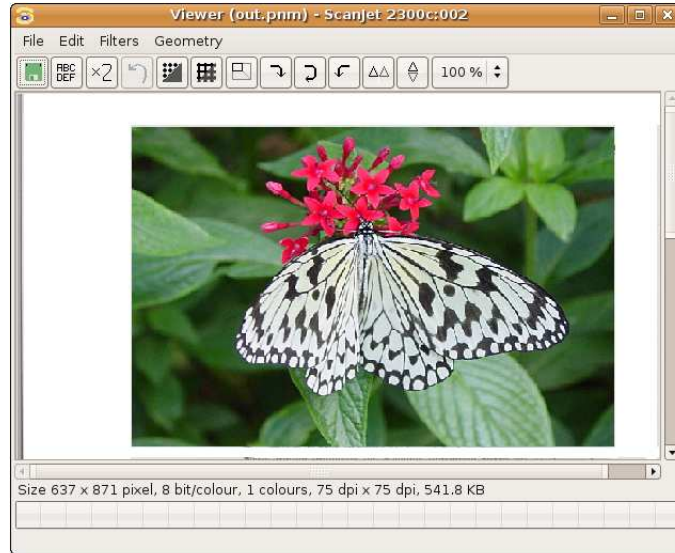 Viewer (out.pnm) - ScanJet 2300c:002
File Edit Filters Geometry
ABC DEF ×2 100 %
Size 637 x 871 pixel, 8 bit/colour, 1 colours, 75 dpi x 75 dpi, 541.8 KB